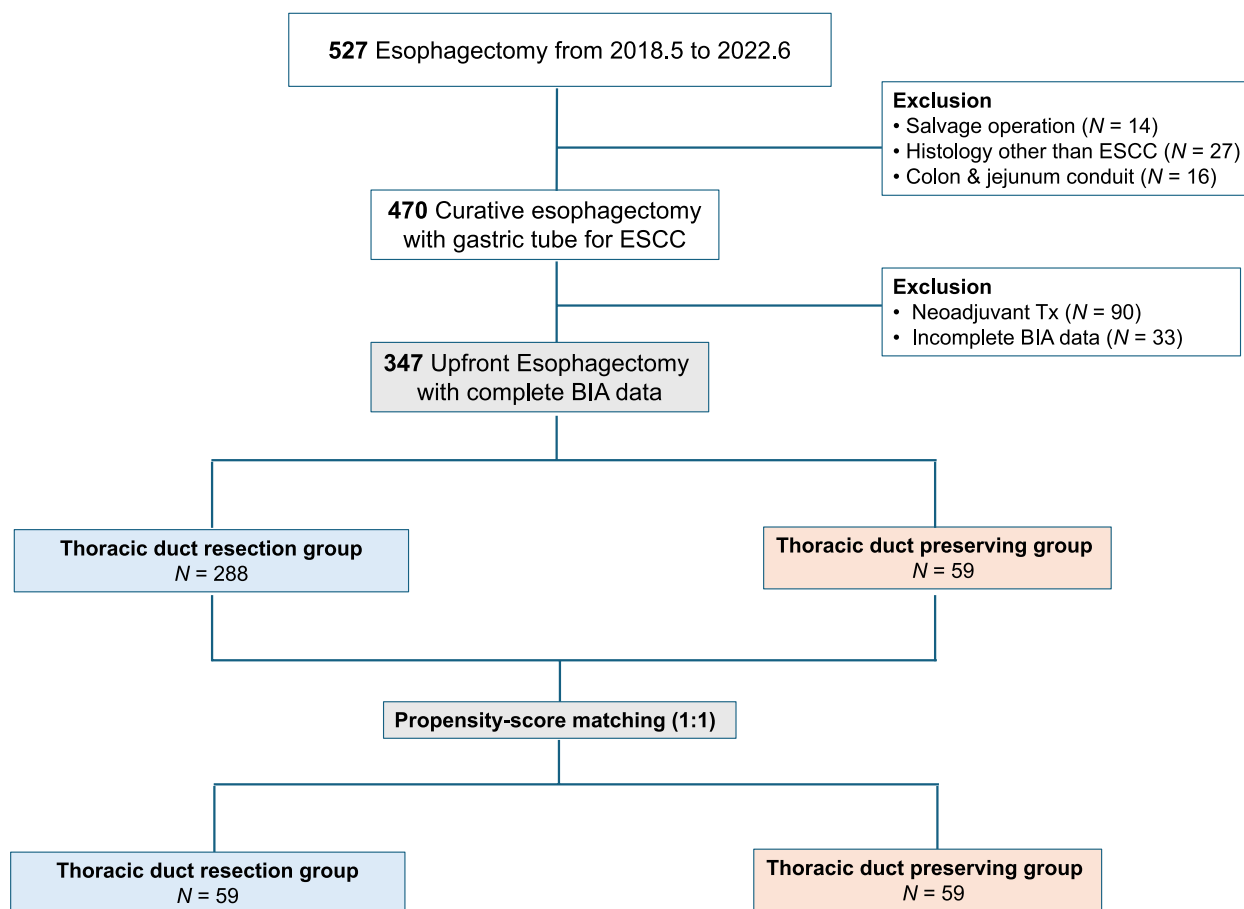 527 Esophagectomy from 2018.5 to 2022.6
Exclusion
• Salvage operation (N = 14)
• Histology other than ESCC (N = 27)
• Colon & jejunum conduit (N = 16)
470 Curative esophagectomy
with gastric tube for ESCC
Exclusion
• Neoadjuvant Tx (N = 90)
• Incomplete BIA data (N = 33)
347 Upfront Esophagectomy
with complete BIA data
Thoracic duct resection group
N = 288
Thoracic duct preserving group
N = 59
Propensity-score matching (1:1)
Thoracic duct resection group
N = 59
Thoracic duct preserving group
N = 59